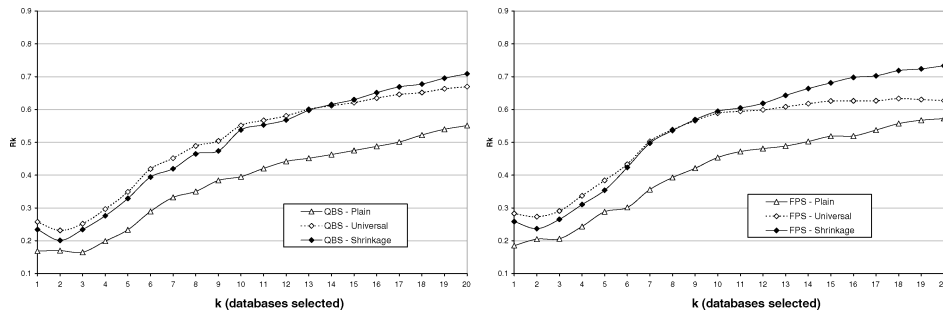 0.9
0.8
0.7
0.6
0.5
0.4
0.3
0.2
0.1
Rk
1 2 3 4 5 6 7 8 9 10 11 12 13 14 15 16 17 18 19 20
k (databases selected)
QBS - Plain
QBS - Universal
QBS - Shrinkage
0.9
0.8
0.7
0.6
0.5
0.4
0.3
0.2
0.1
Rk
1 2 3 4 5 6 7 8 9 10 11 12 13 14 15 16 17 18 19
k (databases selected)
FPS - Plain
FPS - Universal
FPS - Shrinkage